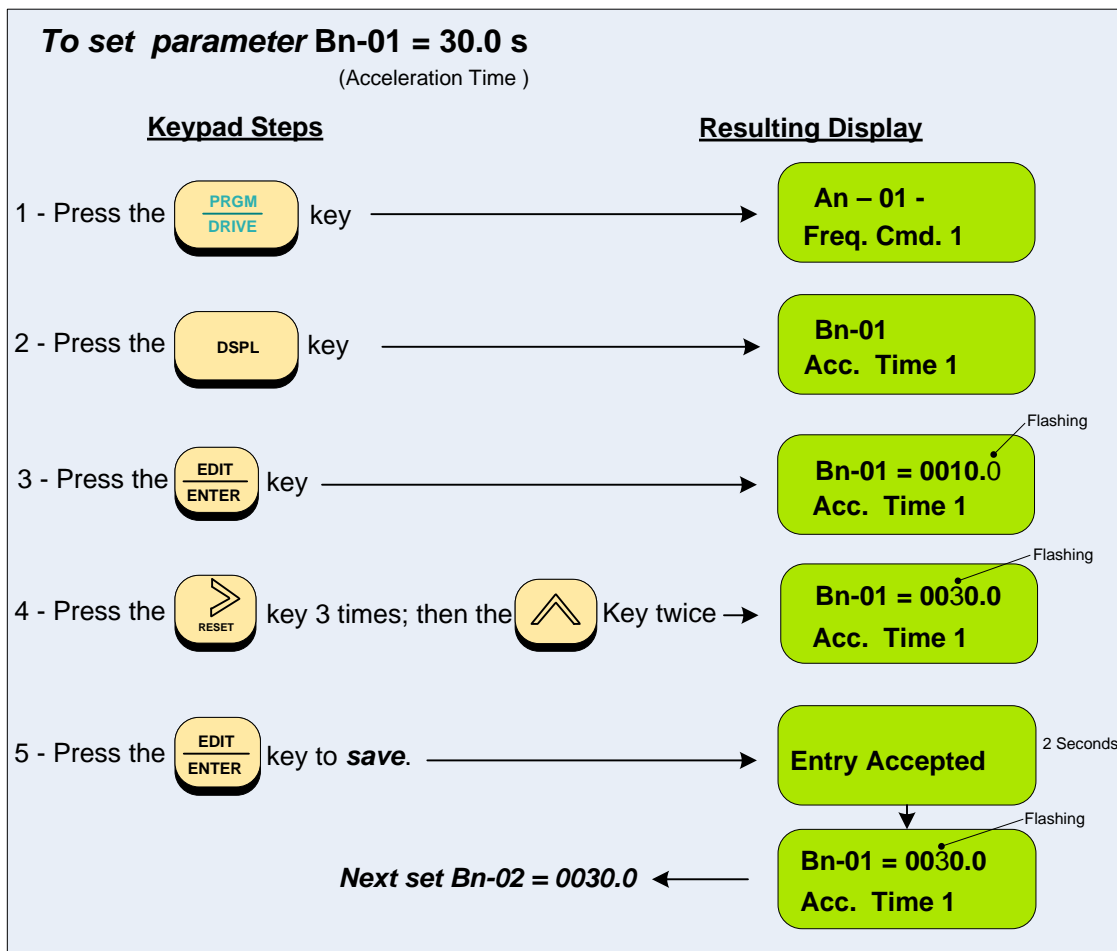 To set parameter Bn-01 = 30.0 s
(Acceleration Time )
Keypad Steps
Resulting Display
1 - Press the PRGM DRIVE key
An – 01 -
Freq. Cmd. 1
2 - Press the DSPL key
Bn-01
Acc. Time 1
Flashing
3 - Press the EDIT ENTER key
Bn-01 = 0010.0
Acc. Time 1
Flashing
4 - Press the RESET key 3 times; then the Key twice
Bn-01 = 0030.0
Acc. Time 1
5 - Press the EDIT ENTER key to save.
Entry Accepted
2 Seconds
Flashing
Bn-01 = 0030.0
Acc. Time 1
Next set Bn-02 = 0030.0